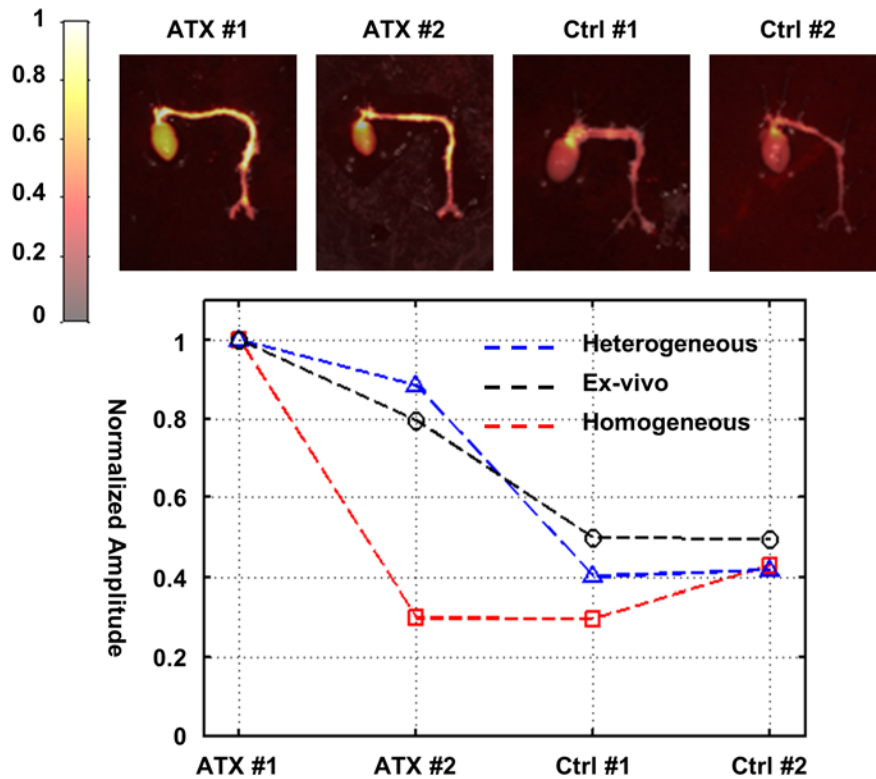 ATX #1 ATX #2 Ctrl #1 Ctrl #2
1
0.8
0.6
0.4
0.2
0
Normalized Amplitude
1
0.8
0.6
0.4
0.2
0
Heterogeneous
Ex-vivo
Homogeneous
ATX #1 ATX #2 Ctrl #1 Ctrl #2